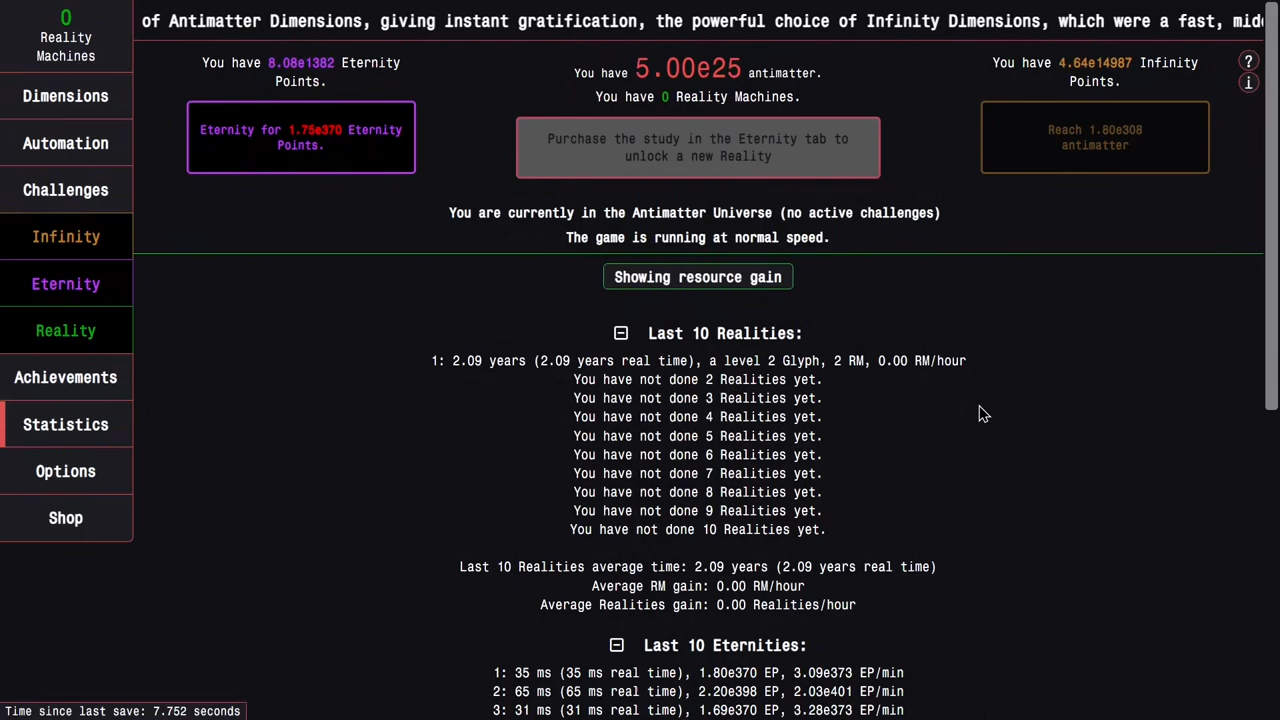 of Antimatter Dimensions, giving instant gratification, the powerful choice of Infinity Dimensions, which were a fast,
0
Reality
Machines
Dimensions
Automation
Challenges
Infinity
Eternity
Reality
Achievements
Statistics
Options
Shop
You have 8.08e1382 Eternity
Points.
Eternity for 1.75e370 Eternity
Points.
You have 5.00e25 antimatter.
You have 0 Reality Machines.
Purchase the study in the Eternity tab to
unlock a new Reality
You have 4.64e14987 Infinity
Points.
Reach 1.80e308
antimatter
?
i
You are currently in the Antimatter Universe (no active challenges)
The game is running at normal speed.
Showing resource gain
Last 10 Realities:
1: 2.09 years (2.09 years real time), a level 2 Glyph, 2 RM, 0.00 RM/hour
You have not done 2 Realities yet.
You have not done 3 Realities yet.
You have not done 4 Realities yet.
You have not done 5 Realities yet.
You have not done 6 Realities yet.
You have not done 7 Realities yet.
You have not done 8 Realities yet.
You have not done 9 Realities yet.
You have not done 10 Realities yet.
Last 10 Realities average time: 2.09 years (2.09 years real time)
Average RM gain: 0.00 RM/hour
Average Realities gain: 0.00 Realities/hour
Last 10 Eternities:
1: 35 ms (35 ms real time), 1.80e370 EP, 3.09e373 EP/min
2: 65 ms (65 ms real time), 2.20e398 EP, 2.03e401 EP/min
3: 31 ms (31 ms real time), 1.69e370 EP, 3.28e373 EP/min
Time since last save: 7.752 seconds